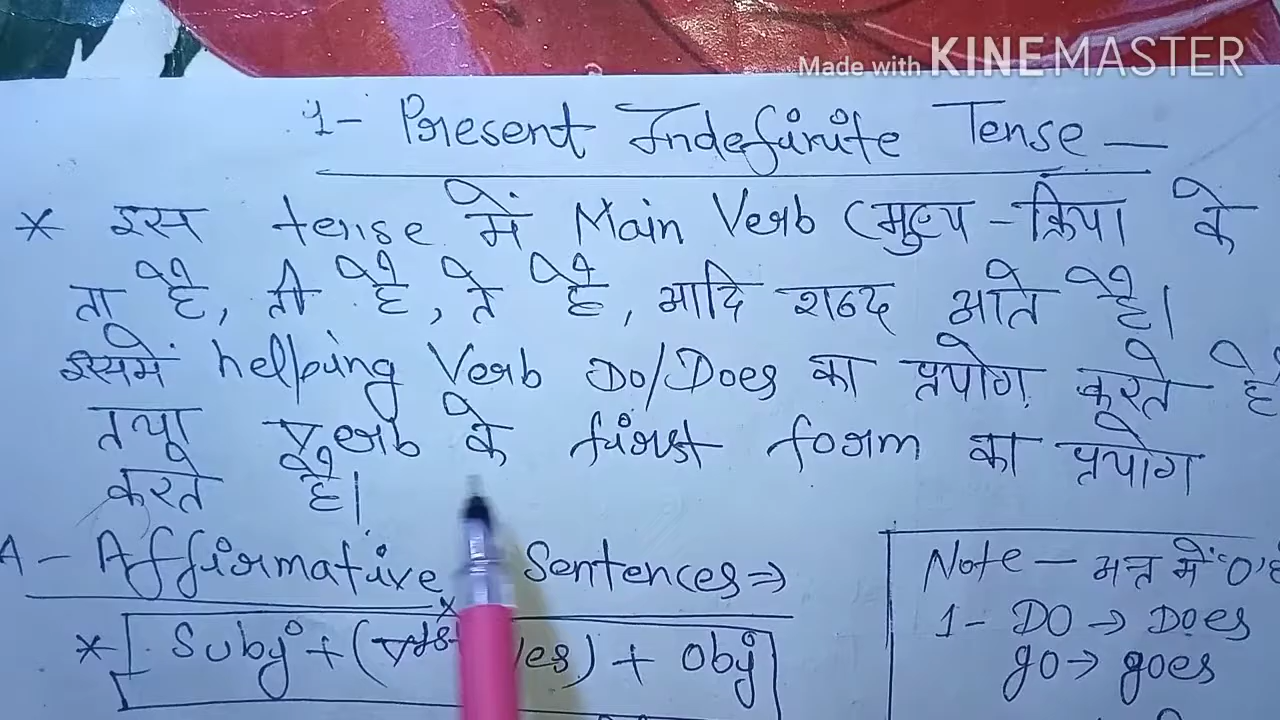 Made with KINEMASTER
1- Present Indefinite Tense —
* इस tense में Main Verb (मुख्य - क्रिया के
ता है, ती है, ते है, आदि शब्द आते है।
इसमें helping Verb Do/Does का प्रयोग करते है
तथा Verb के first form का प्रयोग
करते है।
A - Affirmative Sentences ⇒
* Subj + ( /es) + Obj
Note — अन्त में "O"
1- DO → Does
go → goes